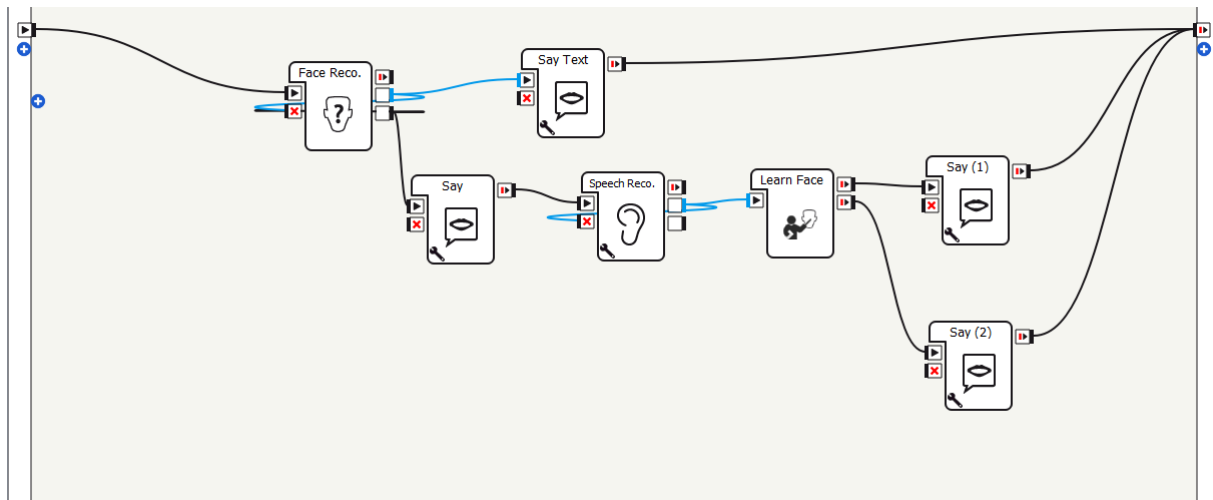 Face Reco.
?
Say Text
Say
Speech Reco.
Learn Face
Say (1)
Say (2)